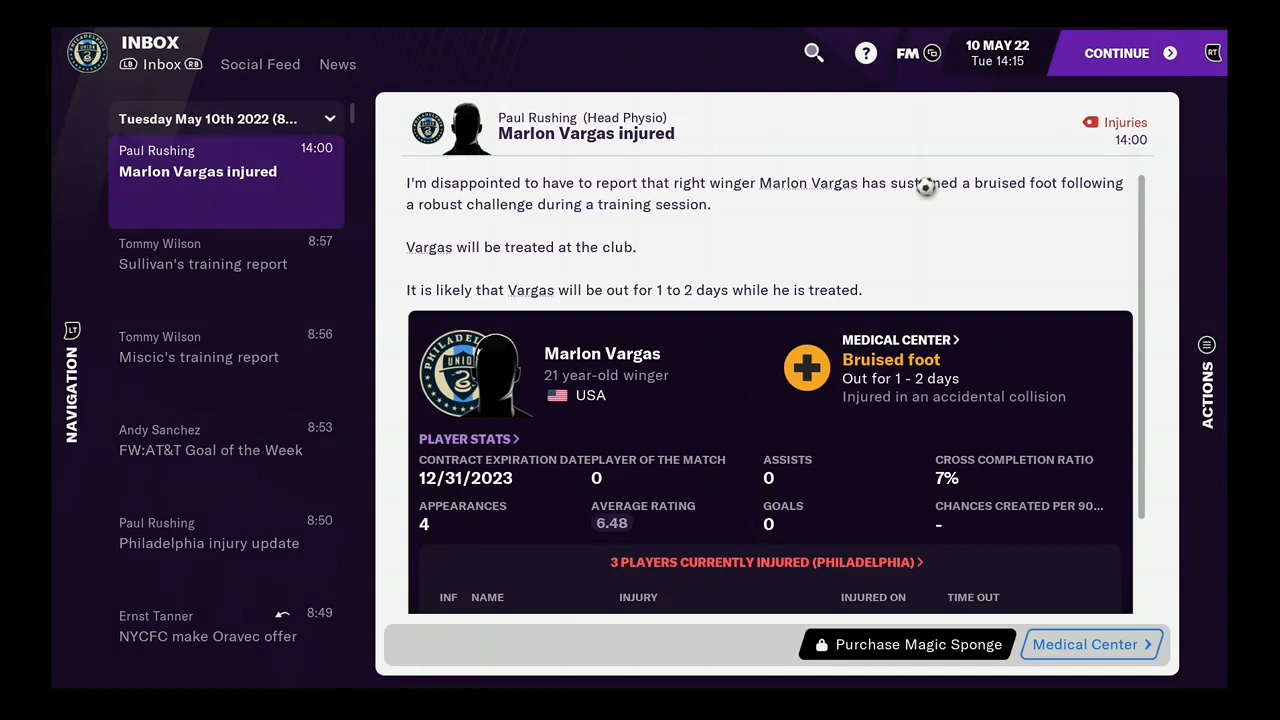 INBOX
LB Inbox RB Social Feed News
FM
10 MAY 22
Tue 14:15
CONTINUE
RT
Tuesday May 10th 2022 (8...
Paul Rushing 14:00
Marlon Vargas injured
Tommy Wilson 8:57
Sullivan's training report
Tommy Wilson 8:56
Miscic's training report
Andy Sanchez 8:53
FW:AT&T Goal of the Week
Paul Rushing 8:50
Philadelphia injury update
Ernst Tanner 8:49
NYCFC make Oravec offer
LT
NAVIGATION
Paul Rushing (Head Physio)
Marlon Vargas injured
Injuries
14:00
I'm disappointed to have to report that right winger Marlon Vargas has sust ned a bruised foot following
a robust challenge during a training session.
Vargas will be treated at the club.
It is likely that Vargas will be out for 1 to 2 days while he is treated.
PHILADEL
UNIO
Marlon Vargas
21 year-old winger
USA
MEDICAL CENTER
Bruised foot
Out for 1 - 2 days
Injured in an accidental collision
PLAYER STATS
CONTRACT EXPIRATION DATE PLAYER OF THE MATCH ASSISTS CROSS COMPLETION RATIO
12/31/2023 0 0 7%
APPEARANCES AVERAGE RATING GOALS CHANCES CREATED PER 90...
4 6.48 0 -
3 PLAYERS CURRENTLY INJURED (PHILADELPHIA)
INF NAME INJURY INJURED ON TIME OUT
Purchase Magic Sponge
Medical Center
ACTIONS